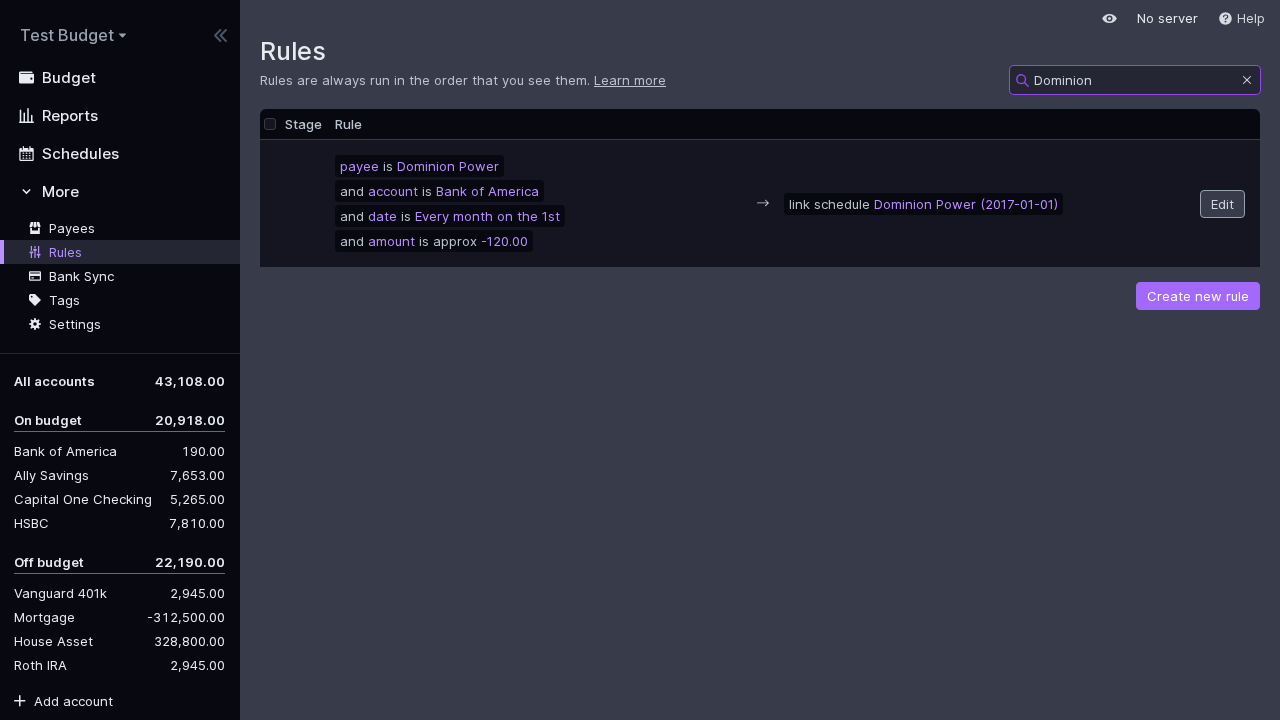 Test Budget
Budget
Reports
Schedules
More
Payees
Rules
Bank Sync
Tags
Settings
All accounts 43,108.00
On budget 20,918.00
Bank of America 190.00
Ally Savings 7,653.00
Capital One Checking 5,265.00
HSBC 7,810.00
Off budget 22,190.00
Vanguard 401k 2,945.00
Mortgage -312,500.00
House Asset 328,800.00
Roth IRA 2,945.00
Add account
No server Help
Rules
Rules are always run in the order that you see them. Learn more
Dominion
Stage Rule
payee is Dominion Power
and account is Bank of America
and date is Every month on the 1st
and amount is approx -120.00
→ link schedule Dominion Power (2017-01-01)
Edit
Create new rule